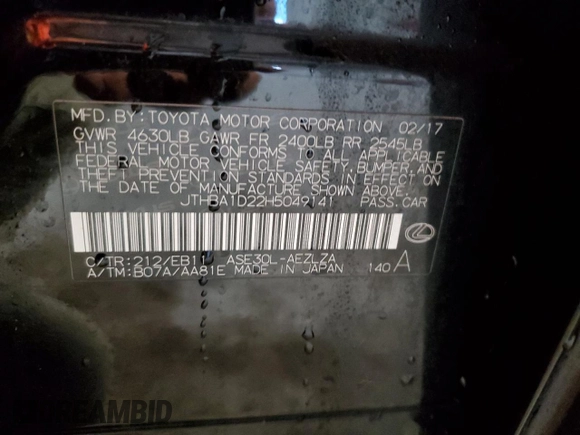 MFD.BY:TOYOTA MOTOR CORPORATION 02/17
GVWR 4630LB GAWR FR 2400LB RR 2545LB
THIS VEHICLE CONFORMS TO ALL APPLICABLE
FEDERAL MOTOR VEHICLE SAFETY,BUMPER,AND
THEFT PREVENTION STANDARDS IN EFFECT ON
THE DATE OF MANUFACTURE SHOWN ABOVE.
JTHBA1D22H5049141 PASS.CAR
C/TR:212/EB11 ASE30L-AEZLZA
A/TM:B07A/AA81E MADE IN JAPAN 140 A
DREAMBID